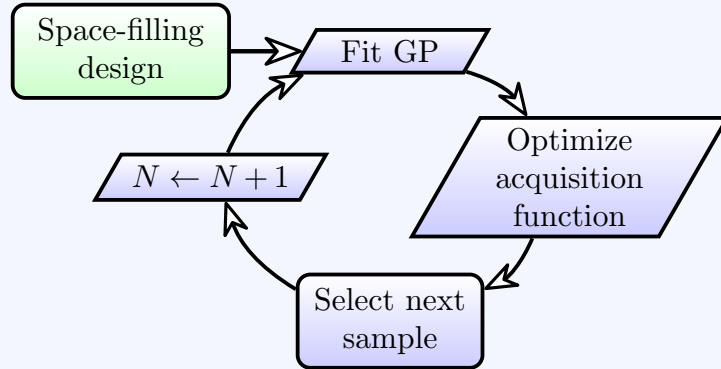 Space-filling
design
Fit GP
Optimize
acquisition
function
Select next
sample
N ← N + 1